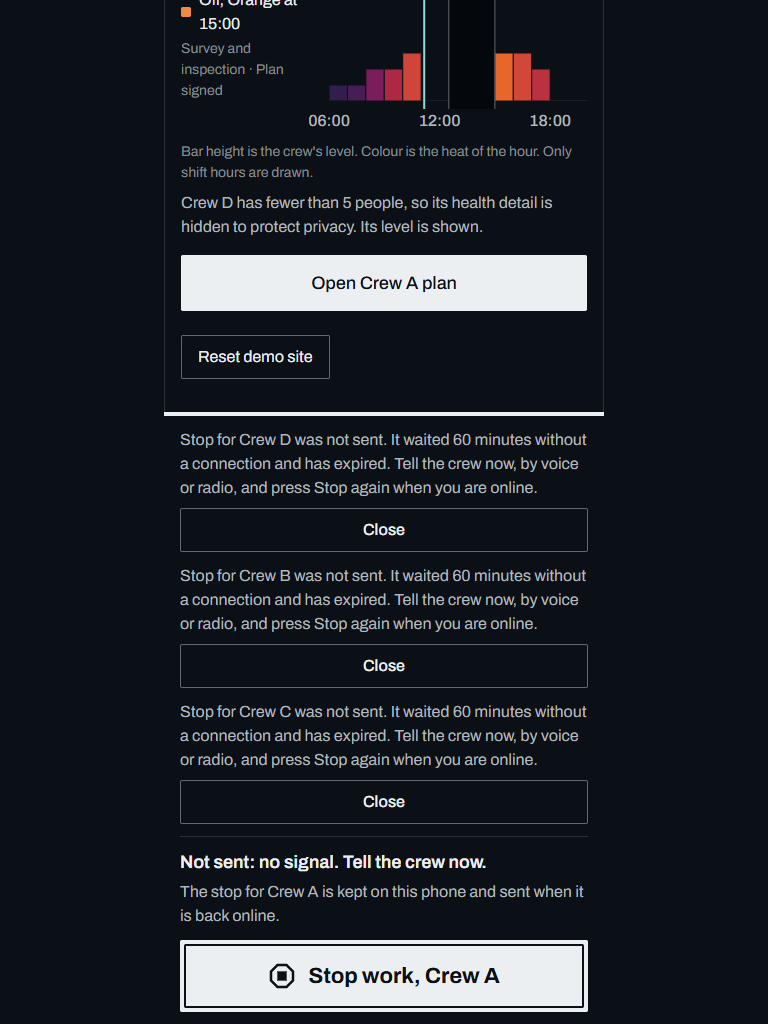 Off, Orange at
15:00
Survey and
inspection · Plan
signed
06:00 12:00 18:00
Bar height is the crew's level. Colour is the heat of the hour. Only
shift hours are drawn.
Crew D has fewer than 5 people, so its health detail is
hidden to protect privacy. Its level is shown.
Open Crew A plan
Reset demo site
Stop for Crew D was not sent. It waited 60 minutes without
a connection and has expired. Tell the crew now, by voice
or radio, and press Stop again when you are online.
Close
Stop for Crew B was not sent. It waited 60 minutes without
a connection and has expired. Tell the crew now, by voice
or radio, and press Stop again when you are online.
Close
Stop for Crew C was not sent. It waited 60 minutes without
a connection and has expired. Tell the crew now, by voice
or radio, and press Stop again when you are online.
Close
Not sent: no signal. Tell the crew now.
The stop for Crew A is kept on this phone and sent when it
is back online.
Stop work, Crew A